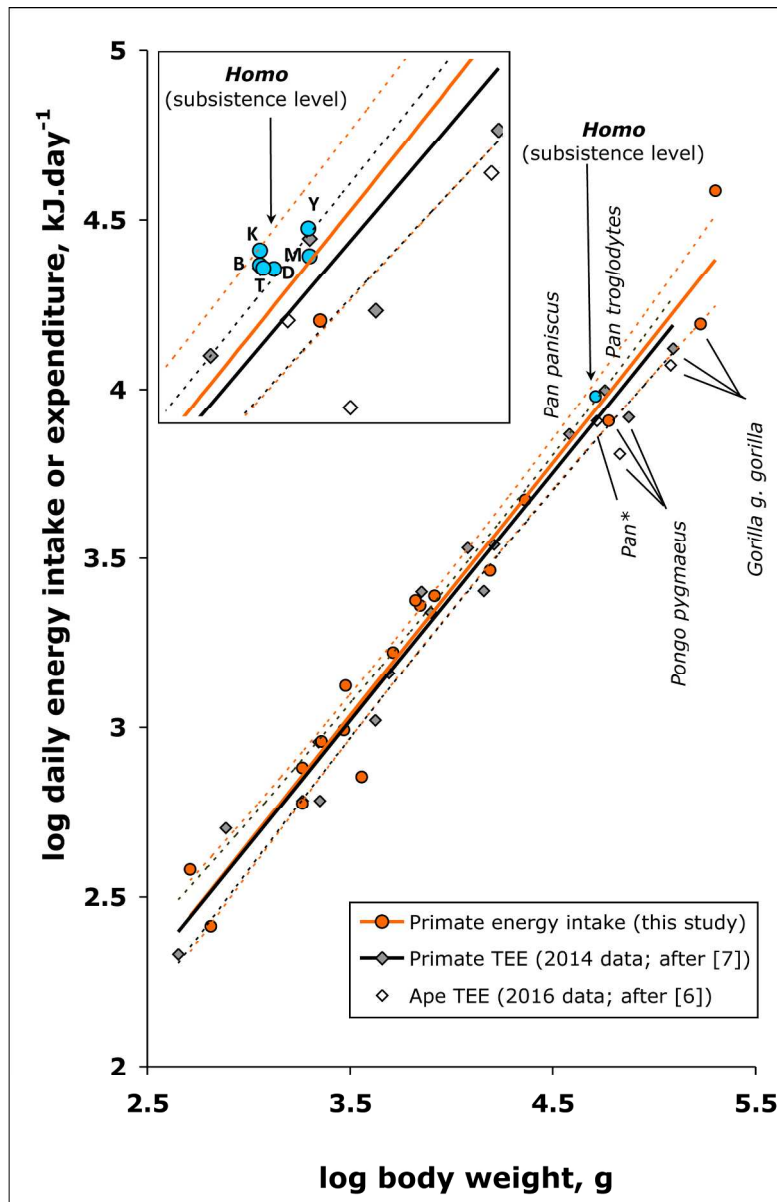 log daily energy intake or expenditure, kJ.day-1
5
4.5
4
3.5
3
2.5
2
2.5
3.5
4.5
5.5
log body weight, g
Homo
(subsistence level)
K
B
T
D
M
Y
Homo
(subsistence level)
Pan paniscus
Pan troglodytes
Pan*
Pongo pygmaeus
Gorilla g. gorilla
Primate energy intake (this study)
Primate TEE (2014 data; after [7])
Ape TEE (2016 data; after [6])